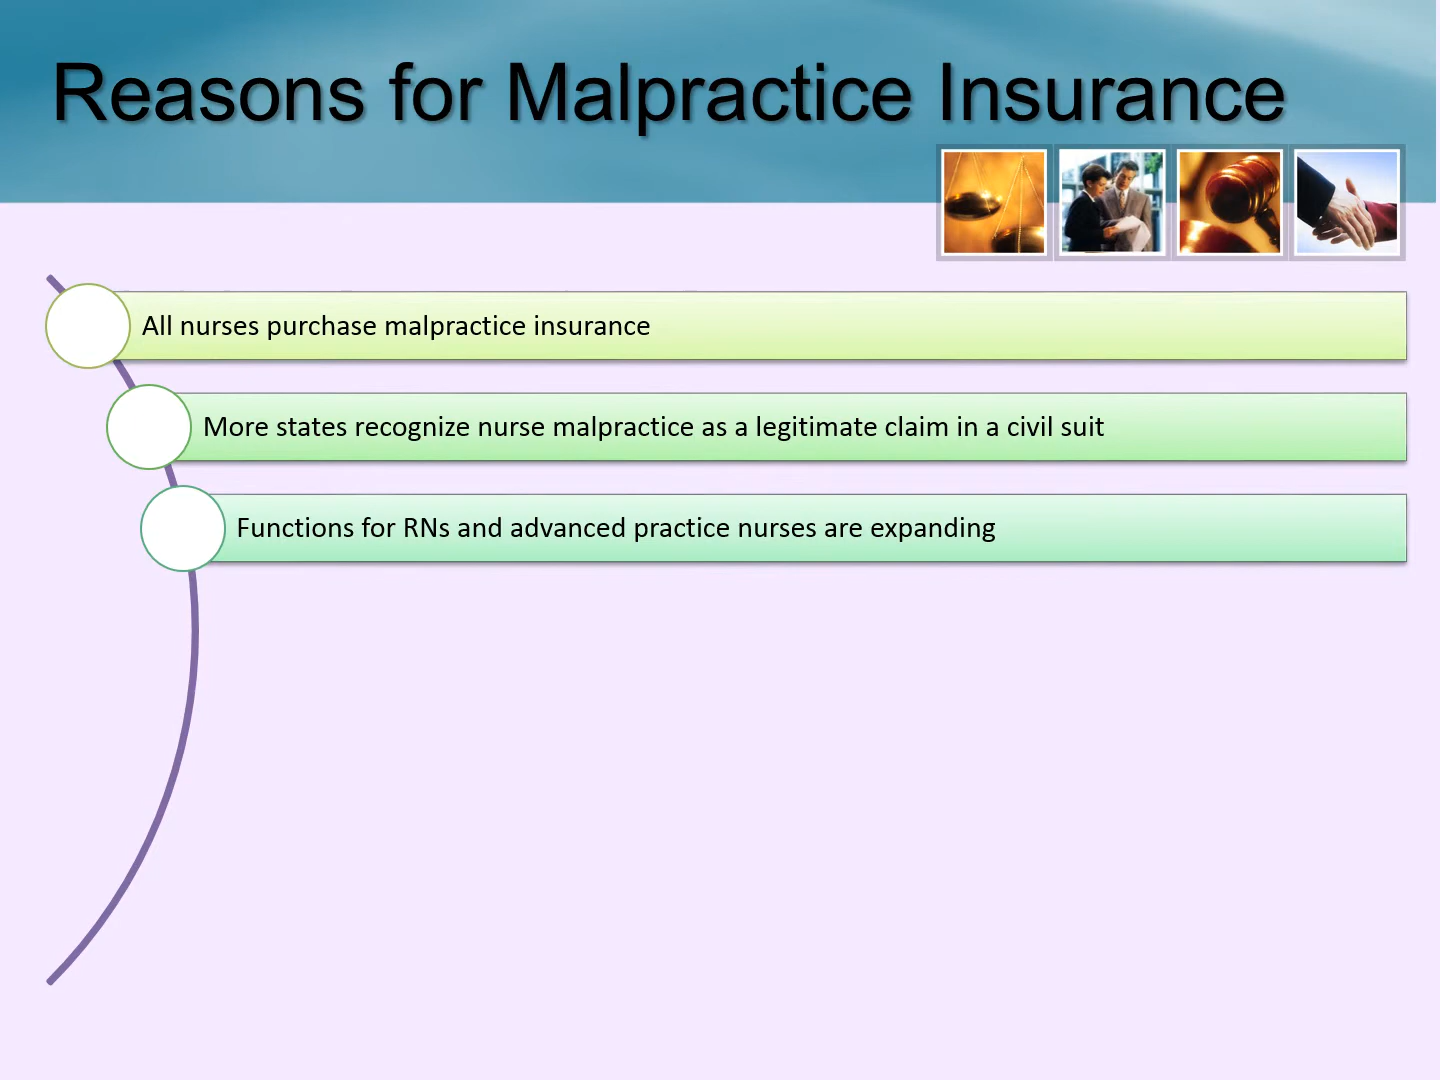 Reasons for Malpractice Insurance
All nurses purchase malpractice insurance
More states recognize nurse malpractice as a legitimate claim in a civil suit
Functions for RNs and advanced practice nurses are expanding